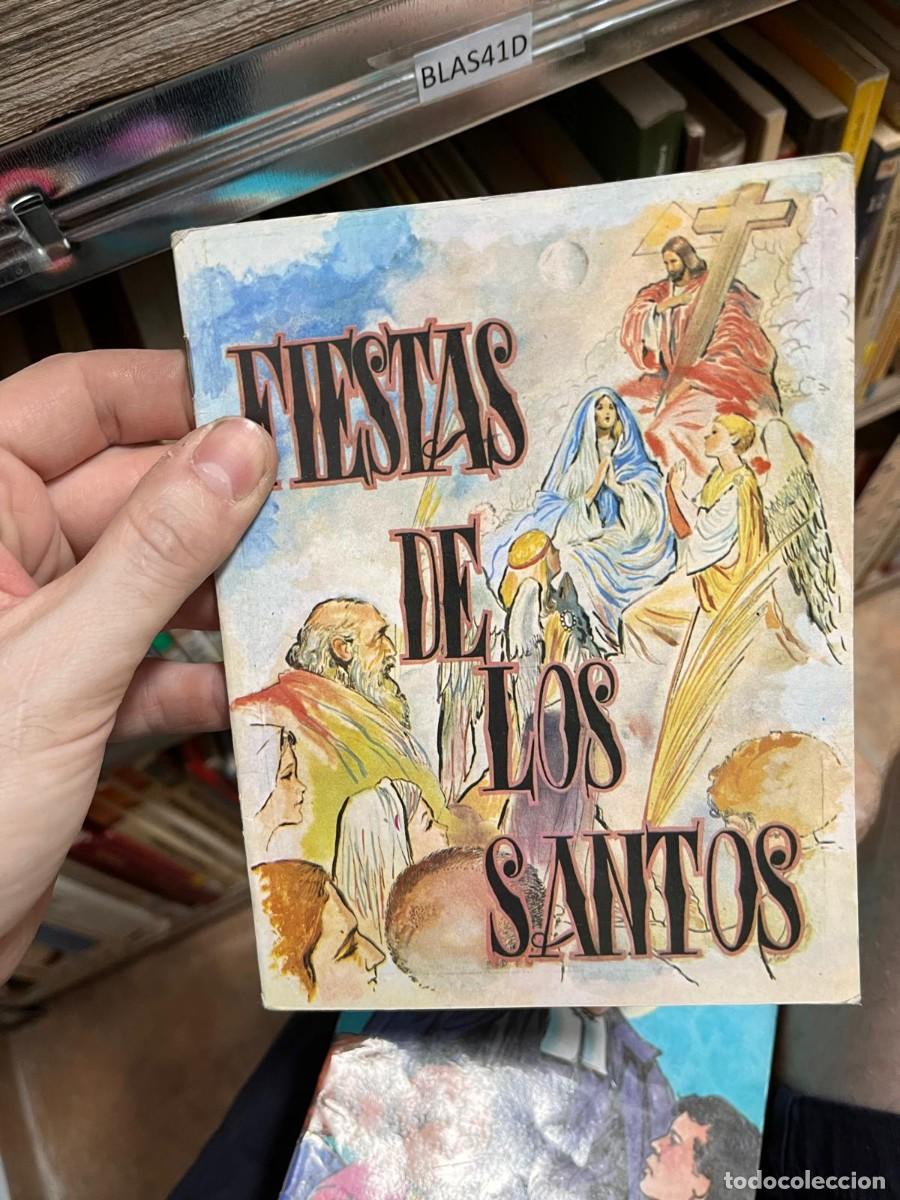 BLAS41D
FIESTAS
DE
LOS
SANTOS
todocoleccion